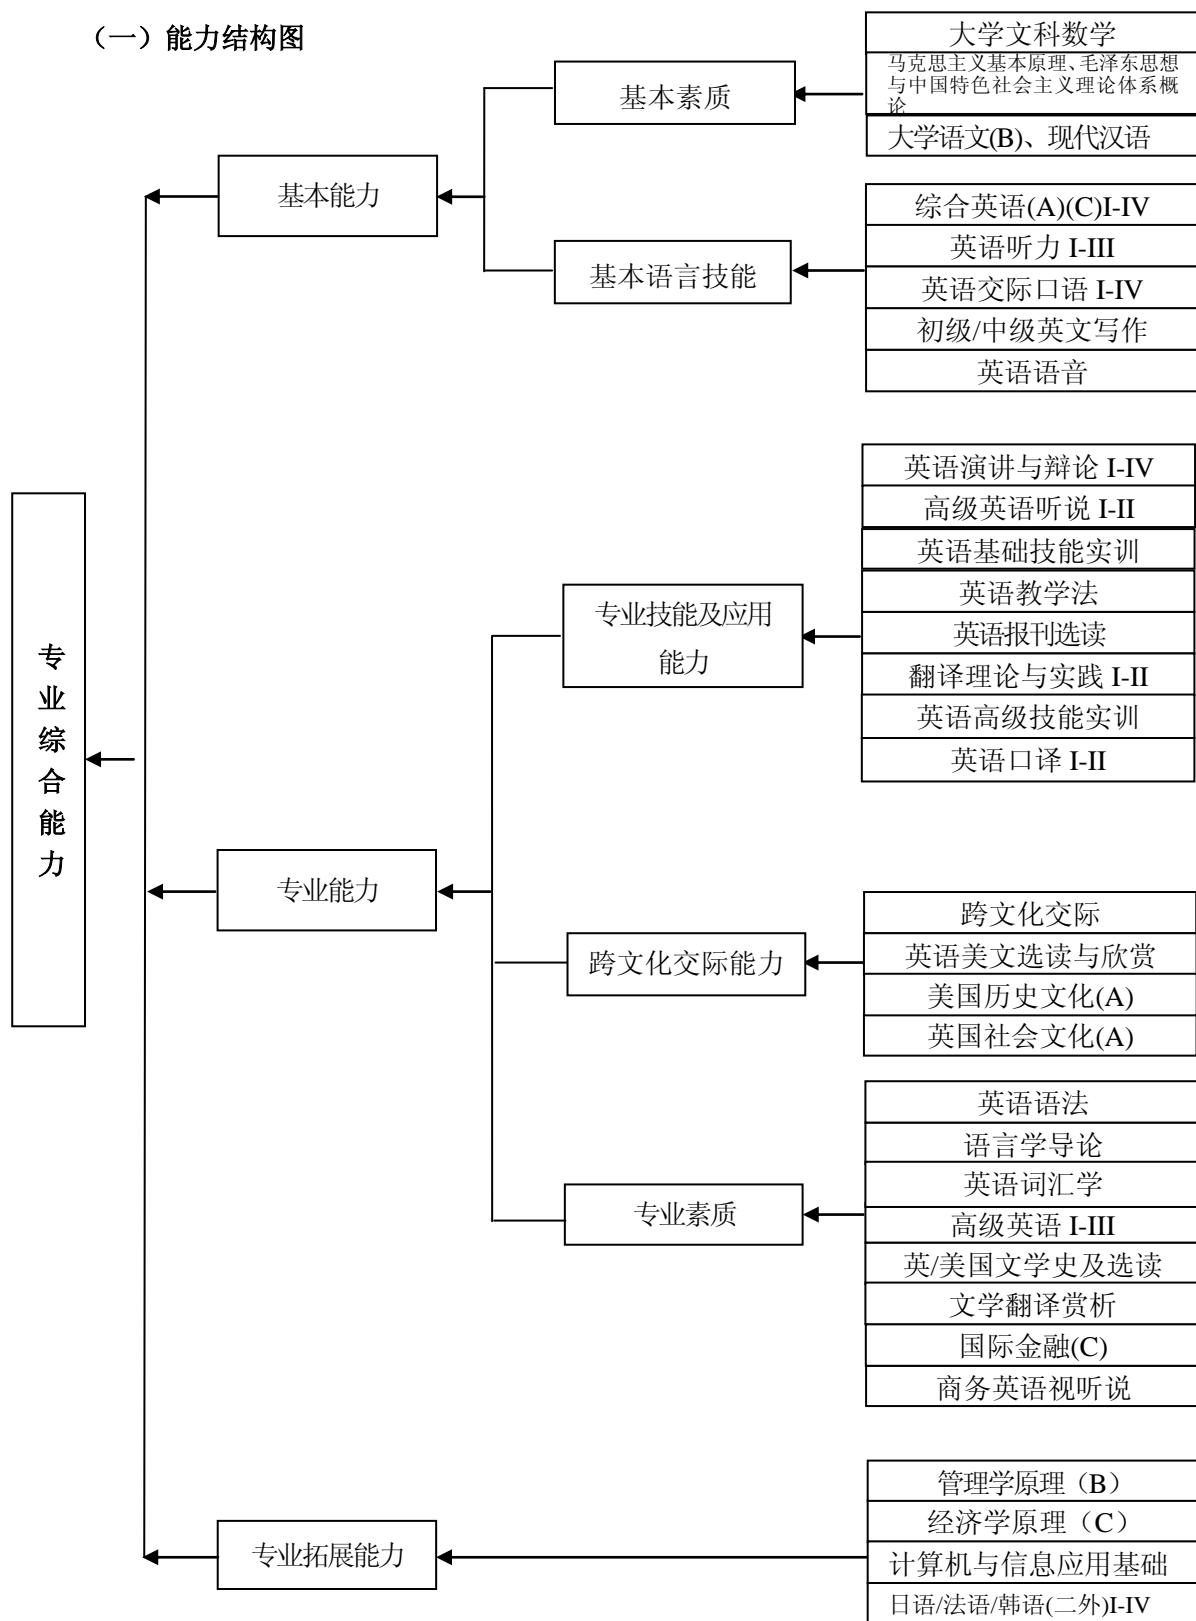 （一）能力结构图
大学文科数学
马克思主义基本原理、毛泽东思想
与中国特色社会主义理论体系概
论
大学语文(B)、现代汉语
基本素质
基本能力
综合英语(A)(C)I-IV
英语听力 I-III
英语交际口语 I-IV
初级/中级英文写作
英语语音
基本语言技能
英语演讲与辩论 I-IV
高级英语听说 I-II
英语基础技能实训
英语教学法
英语报刊选读
翻译理论与实践 I-II
英语高级技能实训
英语口译 I-II
专业技能及应用
能力
专业综合能力
专业能力
跨文化交际
英语美文选读与欣赏
美国历史文化(A)
英国社会文化(A)
跨文化交际能力
英语语法
语言学导论
英语词汇学
高级英语 I-III
英/美国文学史及选读
文学翻译赏析
国际金融(C)
商务英语视听说
专业素质
管理学原理（B）
经济学原理（C）
计算机与信息应用基础
日语/法语/韩语(二外)I-IV
专业拓展能力